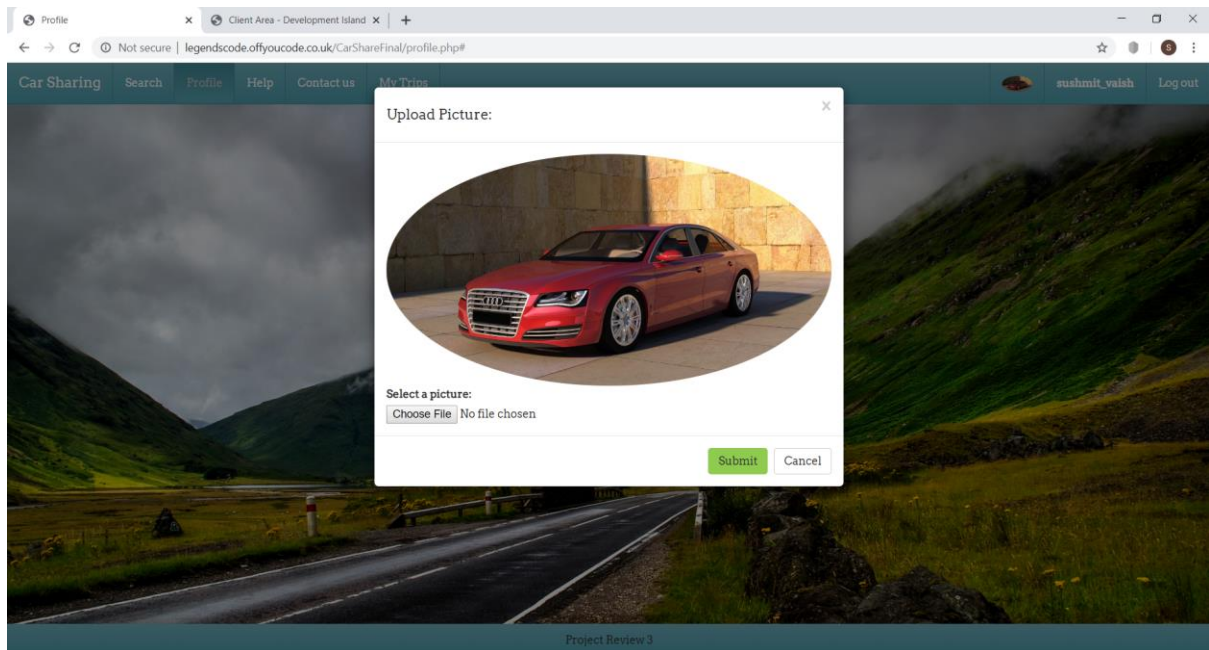 Profile
Client Area - Development Island
Not secure | legendscode.offyoucode.co.uk/CarShareFinal/profile.php#
S
Car Sharing Search Profile Help Contact us My Trips sushmit_vaish Log out
Upload Picture:
x
Select a picture:
Choose File No file chosen
Submit Cancel
Project Review 3